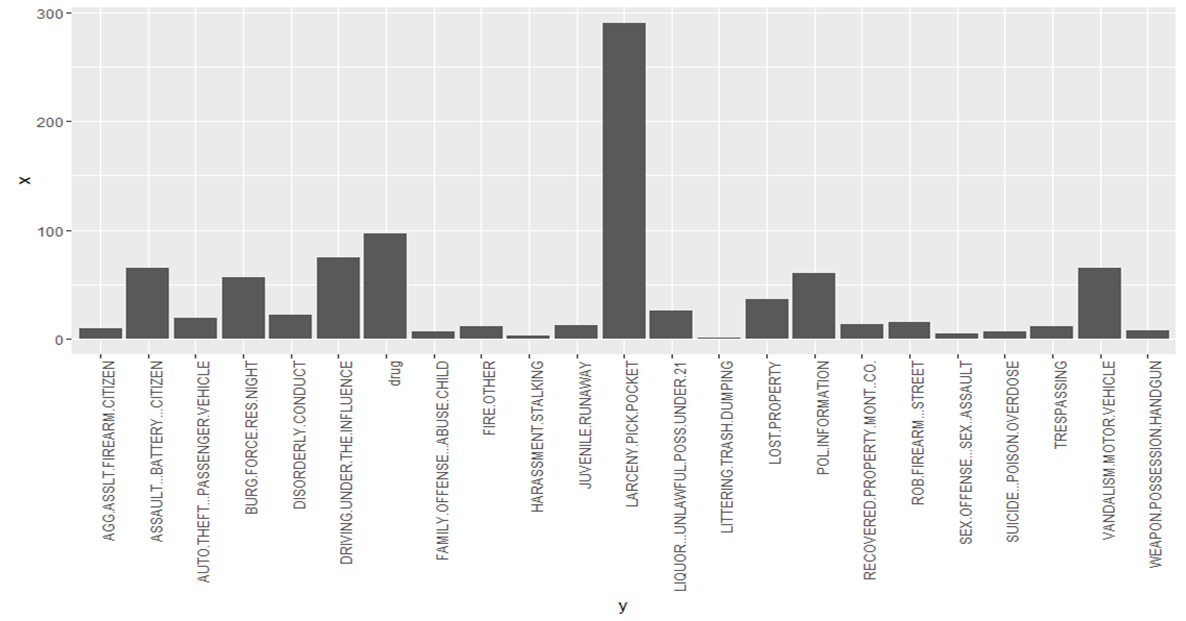 300
200
100
0
x
AGG.ASSLT.FIREARM.CITIZEN
ASSAULT...BATTERY...CITIZEN
AUTO.THEFT...PASSENGER.VEHICLE
BURG.FORCE.RES.NIGHT
DISORDERLY.CONDUCT
DRIVING.UNDER.THE.INFLUENCE
drug
FAMILY.OFFENSE...ABUSE.CHILD
FIRE.OTHER
HARASSMENT.STALKING
JUVENILE.RUNAWAY
LARCENY.PICK.POCKET
LIQUOR...UNLAWFUL.POSS.UNDER.21
LITTERING.TRASH.DUMPING
LOST.PROPERTY
POL.INFORMATION
RECOVERED.PROPERTY.MONT..CO.
ROB.FIREARM...STREET
SEX.OFFENSE...SEX..ASSAULT
SUICIDE...POISON.OVERDOSE
TRESPASSING
VANDALISM.MOTOR.VEHICLE
WEAPON.POSSESSION.HANDGUN
y